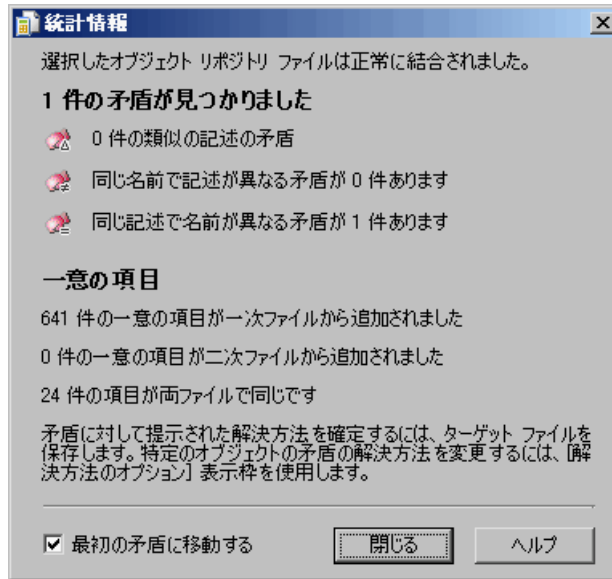 統計情報
選択したオブジェクト リポジトリ ファイルは正常に結合されました。
1 件の矛盾が見つかりました
0 件の類似の記述の矛盾
同じ名前で記述が異なる矛盾が 0 件あります
同じ記述で名前が異なる矛盾が 1 件あります
一意の項目
641 件の一意の項目が一次ファイルから追加されました
0 件の一意の項目が二次ファイルから追加されました
24 件の項目が両ファイルで同じです
矛盾に対して提示された解決方法を確定するには、ターゲット ファイルを
保存します。特定のオブジェクトの矛盾の解決方法を変更するには、[解
決方法のオプション] 表示枠を使用します。
最初の矛盾に移動する
閉じる
ヘルプ